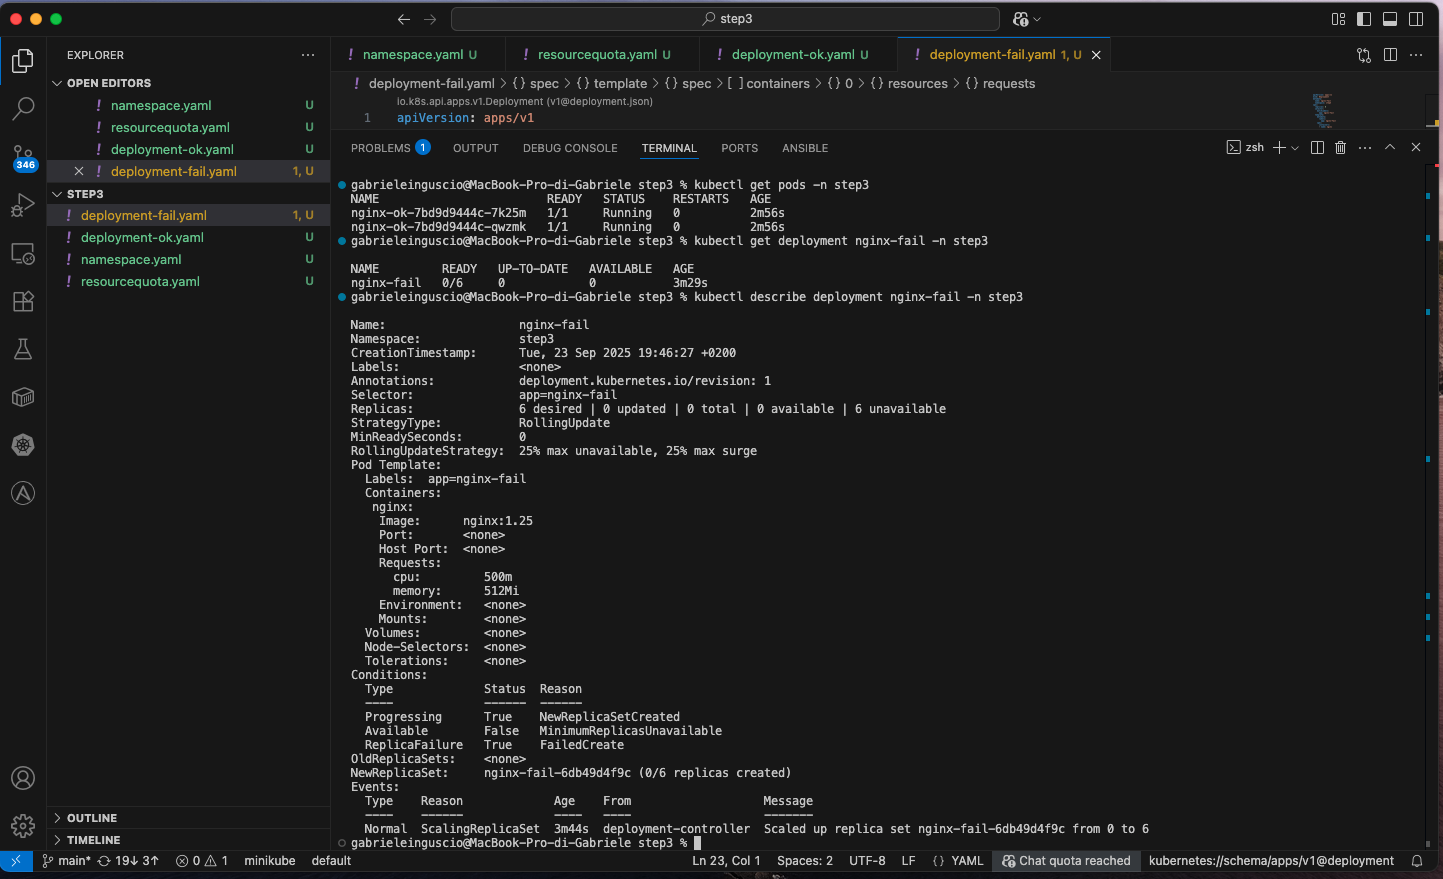 step3
EXPLORER
OPEN EDITORS
namespace.yaml U
resourcequota.yaml U
deployment-ok.yaml U
deployment-fail.yaml 1, U
STEP3
deployment-fail.yaml 1, U
deployment-ok.yaml U
namespace.yaml U
resourcequota.yaml U
OUTLINE
TIMELINE
346
namespace.yaml U resourcequota.yaml U deployment-ok.yaml U deployment-fail.yaml 1, U
deployment-fail.yaml > {} spec > {} template > {} spec > [ ] containers > {} 0 > {} resources > {} requests
io.k8s.api.apps.v1.Deployment (v1@deployment.json)
1 apiVersion: apps/v1
PROBLEMS 1 OUTPUT DEBUG CONSOLE TERMINAL PORTS ANSIBLE zsh
gabrieleinguscio@MacBook-Pro-di-Gabriele step3 % kubectl get pods -n step3
NAME READY STATUS RESTARTS AGE
nginx-ok-7bd9d9444c-7k25m 1/1 Running 0 2m56s
nginx-ok-7bd9d9444c-qwzmk 1/1 Running 0 2m56s
gabrieleinguscio@MacBook-Pro-di-Gabriele step3 % kubectl get deployment nginx-fail -n step3
NAME READY UP-TO-DATE AVAILABLE AGE
nginx-fail 0/6 0 0 3m29s
gabrieleinguscio@MacBook-Pro-di-Gabriele step3 % kubectl describe deployment nginx-fail -n step3
Name: nginx-fail
Namespace: step3
CreationTimestamp: Tue, 23 Sep 2025 19:46:27 +0200
Labels: <none>
Annotations: deployment.kubernetes.io/revision: 1
Selector: app=nginx-fail
Replicas: 6 desired | 0 updated | 0 total | 0 available | 6 unavailable
StrategyType: RollingUpdate
MinReadySeconds: 0
RollingUpdateStrategy: 25% max unavailable, 25% max surge
Pod Template:
Labels: app=nginx-fail
Containers:
nginx:
Image: nginx:1.25
Port: <none>
Host Port: <none>
Requests:
cpu: 500m
memory: 512Mi
Environment: <none>
Mounts: <none>
Volumes: <none>
Node-Selectors: <none>
Tolerations: <none>
Conditions:
Type Status Reason
---- ------ ------
Progressing True NewReplicaSetCreated
Available False MinimumReplicasUnavailable
ReplicaFailure True FailedCreate
OldReplicaSets: <none>
NewReplicaSet: nginx-fail-6db49d4f9c (0/6 replicas created)
Events:
Type Reason Age From Message
---- ------ ---- ---- -------
Normal ScalingReplicaSet 3m44s deployment-controller Scaled up replica set nginx-fail-6db49d4f9c from 0 to 6
gabrieleinguscio@MacBook-Pro-di-Gabriele step3 %
main* 19↓ 3↑ 0 1 minikube default Ln 23, Col 1 Spaces: 2 UTF-8 LF {} YAML Chat quota reached kubernetes://schema/apps/v1@deployment